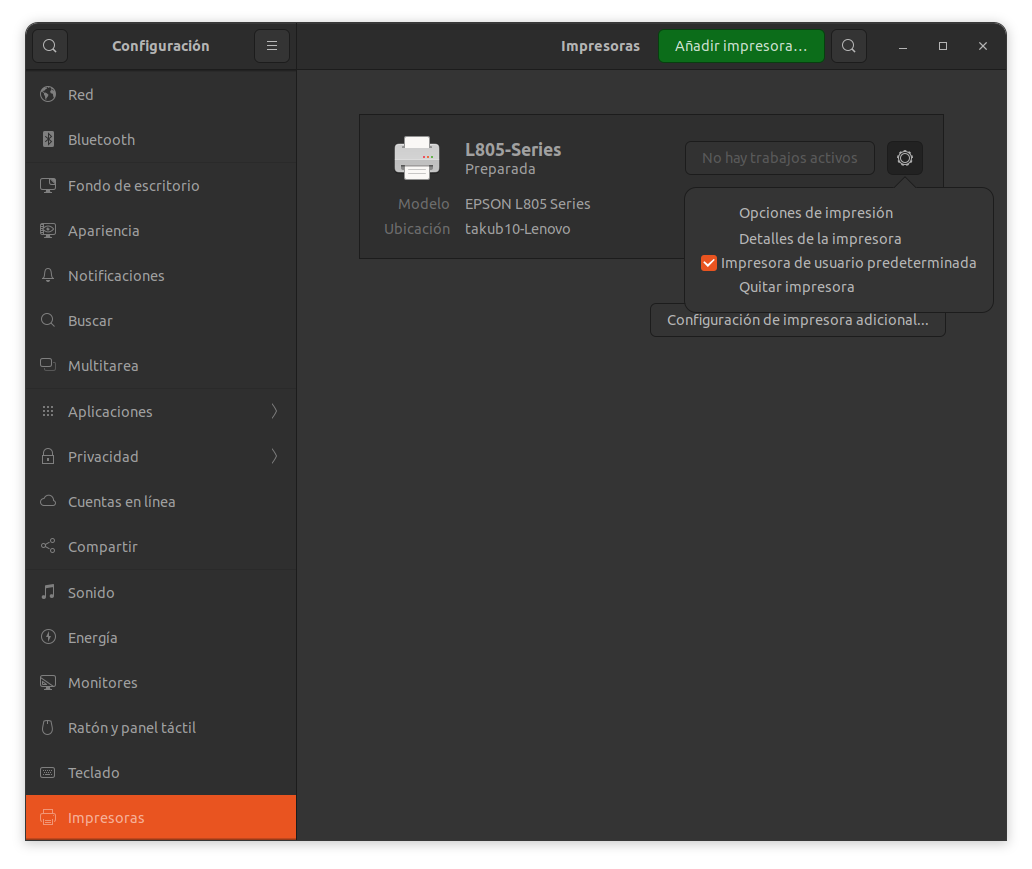 Configuración
Impresoras
Añadir impresora...
Red
Bluetooth
Fondo de escritorio
Apariencia
Notificaciones
Buscar
Multitarea
Aplicaciones
Privacidad
Cuentas en línea
Compartir
Sonido
Energía
Monitores
Ratón y panel táctil
Teclado
Impresoras
L805-Series
Preparada
No hay trabajos activos
Modelo EPSON L805 Series
Ubicación takub10-Lenovo
Opciones de impresión
Detalles de la impresora
Impresora de usuario predeterminada
Quitar impresora
Configuración de impresora adicional...